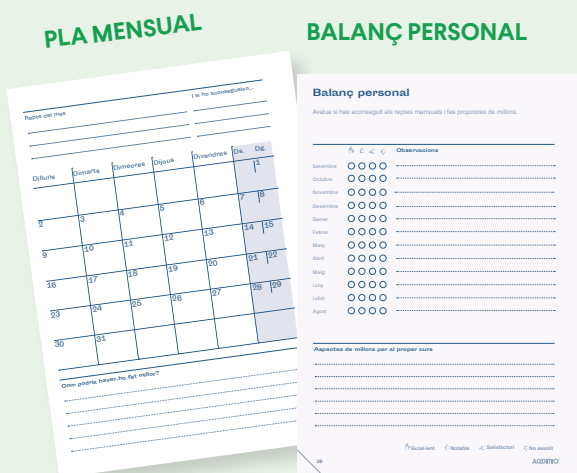 PLA MENSUAL
BALANÇ PERSONAL
Repte del mes
I si ho aconsegueixo...
Dilluns Dimarts Dimecres Dijous Divendres Ds. Dg.
1
2 3 4 5 6 7 8
9 10 11 12 13 14 15
16 17 18 19 20 21 22
23 24 25 26 27 28 29
30 31
Com podria haver-ho fet millor?
Balanç personal
Avalua si has aconseguit els reptes mensuals i fes propostes de millora.
Observacions
Setembre
Octubre
Novembre
Desembre
Gener
Febrer
Març
Abril
Maig
Juny
Juliol
Agost
Aspectes de millora per al proper curs
Excel·lent Notable Satisfactori No assolit
30
ADDITIO